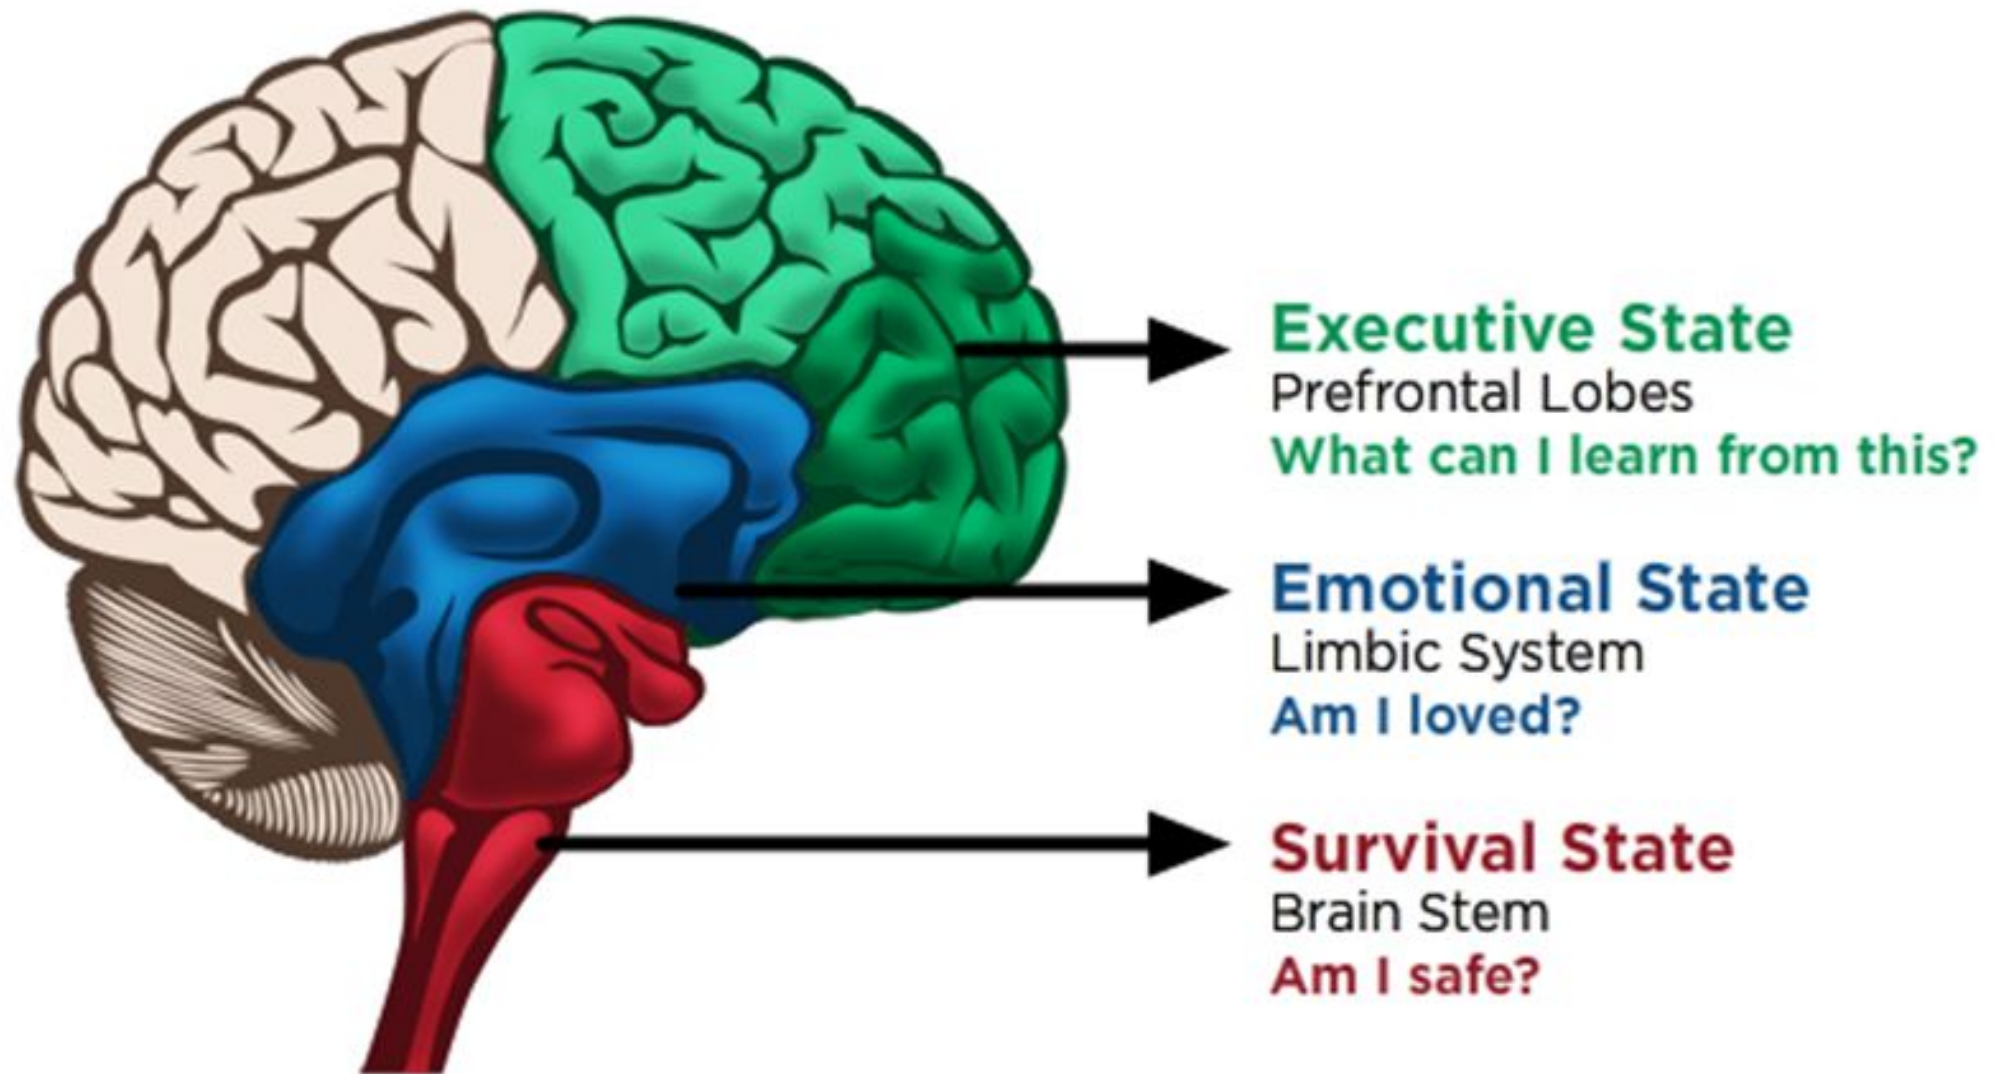 Executive State
Prefrontal Lobes
What can I learn from this?
Emotional State
Limbic System
Am I loved?
Survival State
Brain Stem
Am I safe?